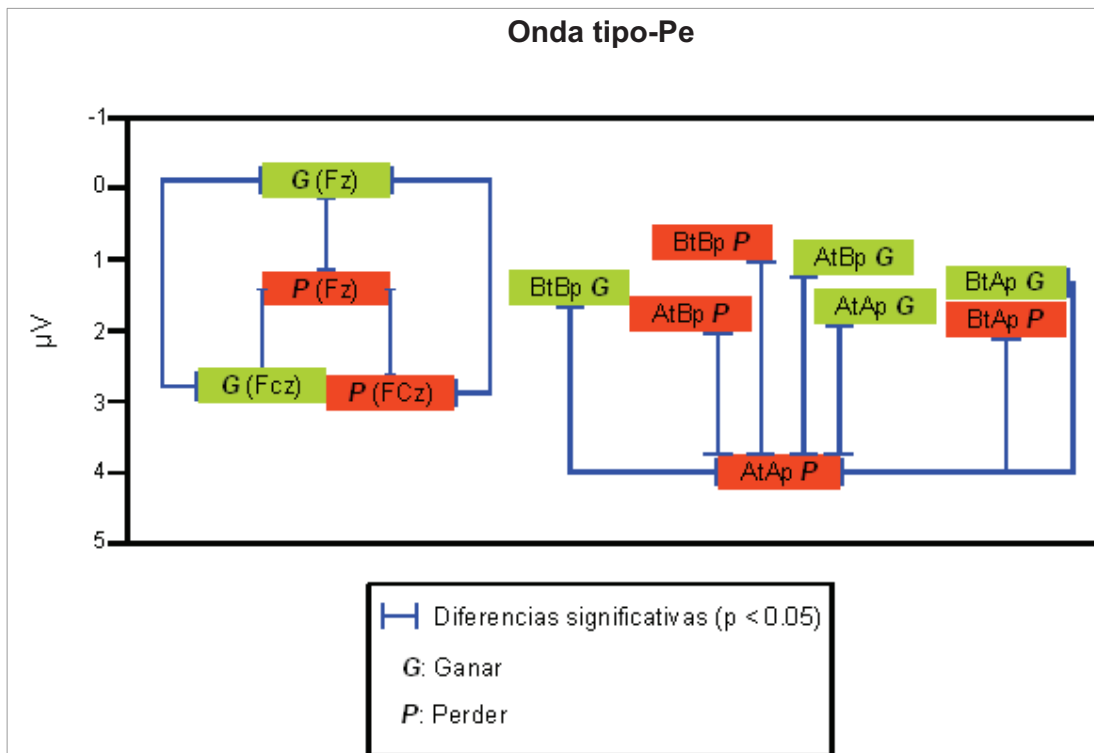 Onda tipo-Pe
-1
0
1
2
3
4
5
µV
G (Fz)
P (Fz)
G (Fcz)
P (FCz)
BtBp G
BtBp P
AtBp P
AtBp G
AtAp G
BtAp G
BtAp P
AtAp P
Diferencias significativas (p < 0.05)
G: Ganar
P: Perder